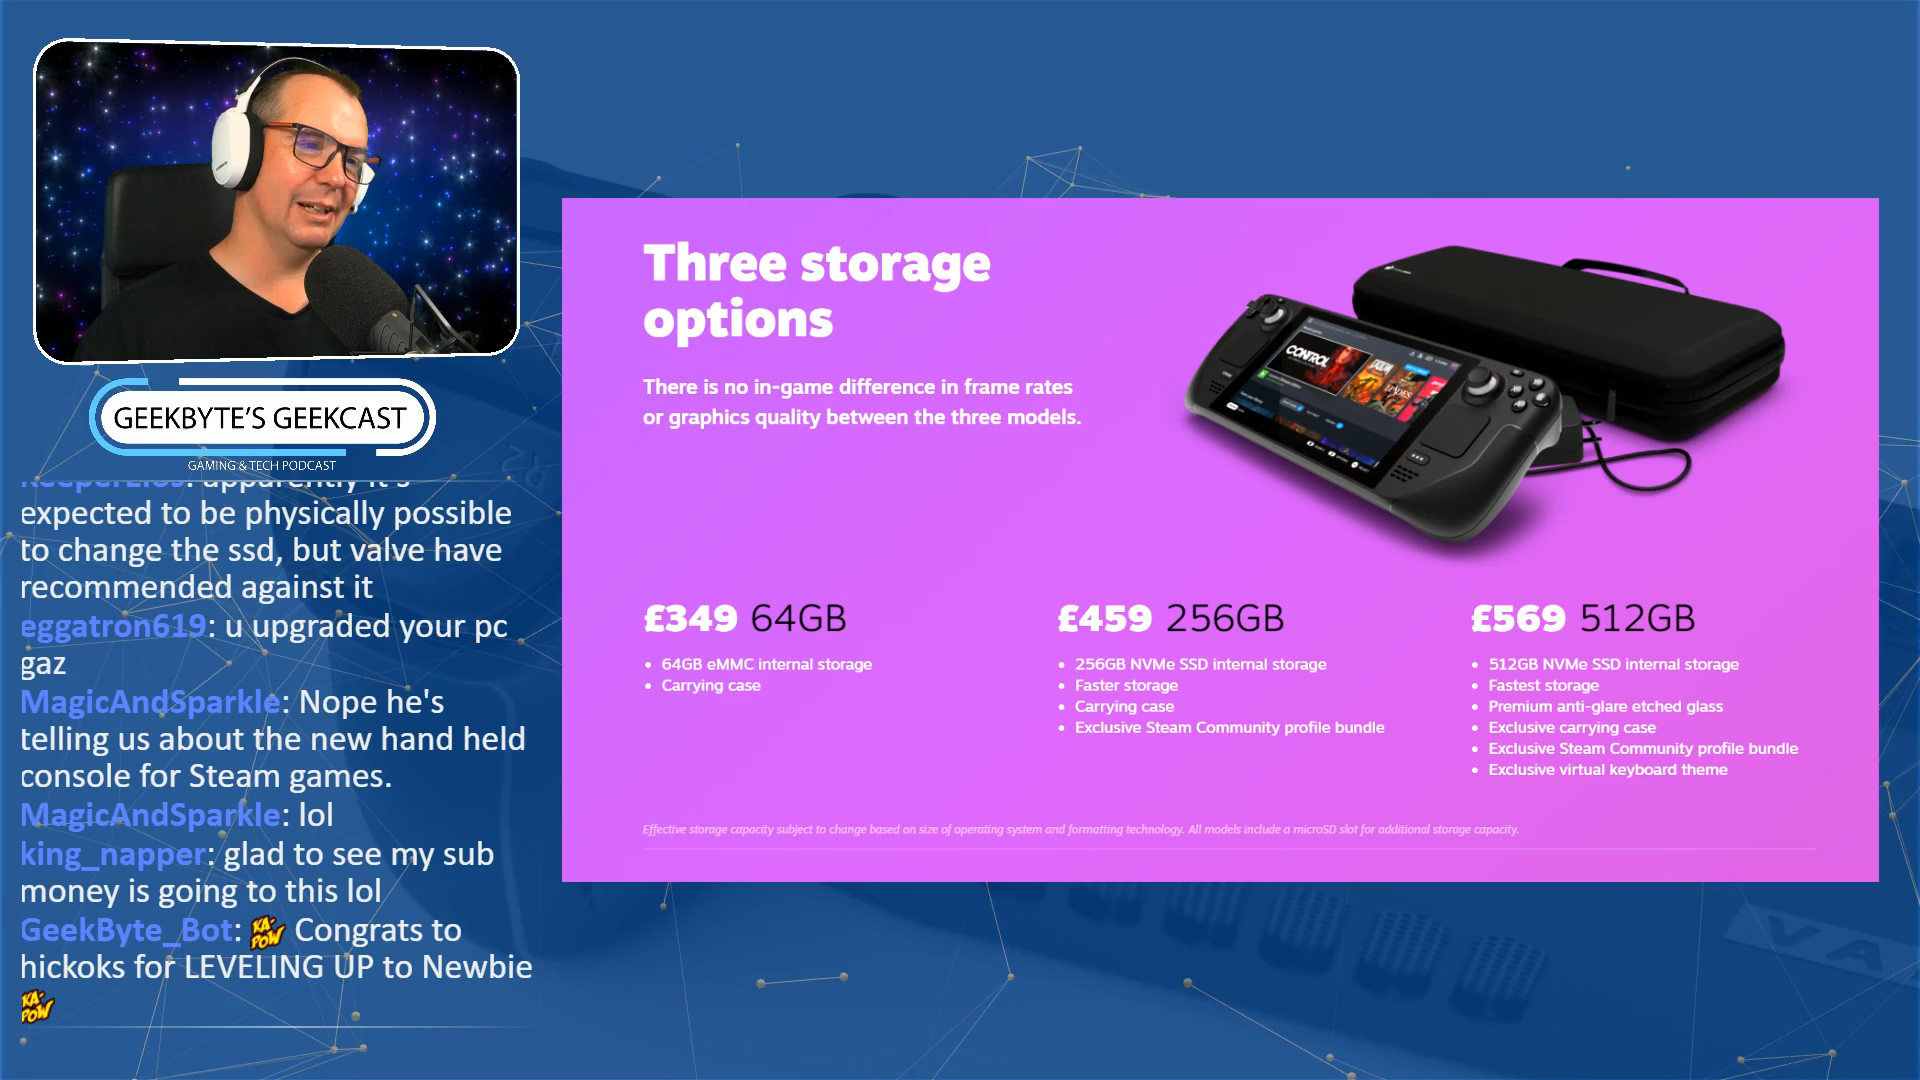 GEEKBYTE'S GEEKCAST
GAMING & TECH PODCAST
KeeperLios: apparently it's
expected to be physically possible
to change the ssd, but valve have
recommended against it
eggatron619: u upgraded your pc
gaz
MagicAndSparkle: Nope he's
telling us about the new hand held
console for Steam games.
MagicAndSparkle: lol
king_napper: glad to see my sub
money is going to this lol
GeekByte_Bot: KA-POW Congrats to
hickoks for LEVELING UP to Newbie
KA-POW
Three storage
options
There is no in-game difference in frame rates
or graphics quality between the three models.
CONTROL
DOOM
HADES
£349 64GB
• 64GB eMMC internal storage
• Carrying case
£459 256GB
• 256GB NVMe SSD internal storage
• Faster storage
• Carrying case
• Exclusive Steam Community profile bundle
£569 512GB
• 512GB NVMe SSD internal storage
• Fastest storage
• Premium anti-glare etched glass
• Exclusive carrying case
• Exclusive Steam Community profile bundle
• Exclusive virtual keyboard theme
Effective storage capacity subject to change based on size of operating system and formatting technology. All models include a microSD slot for additional storage capacity.
R2
VA